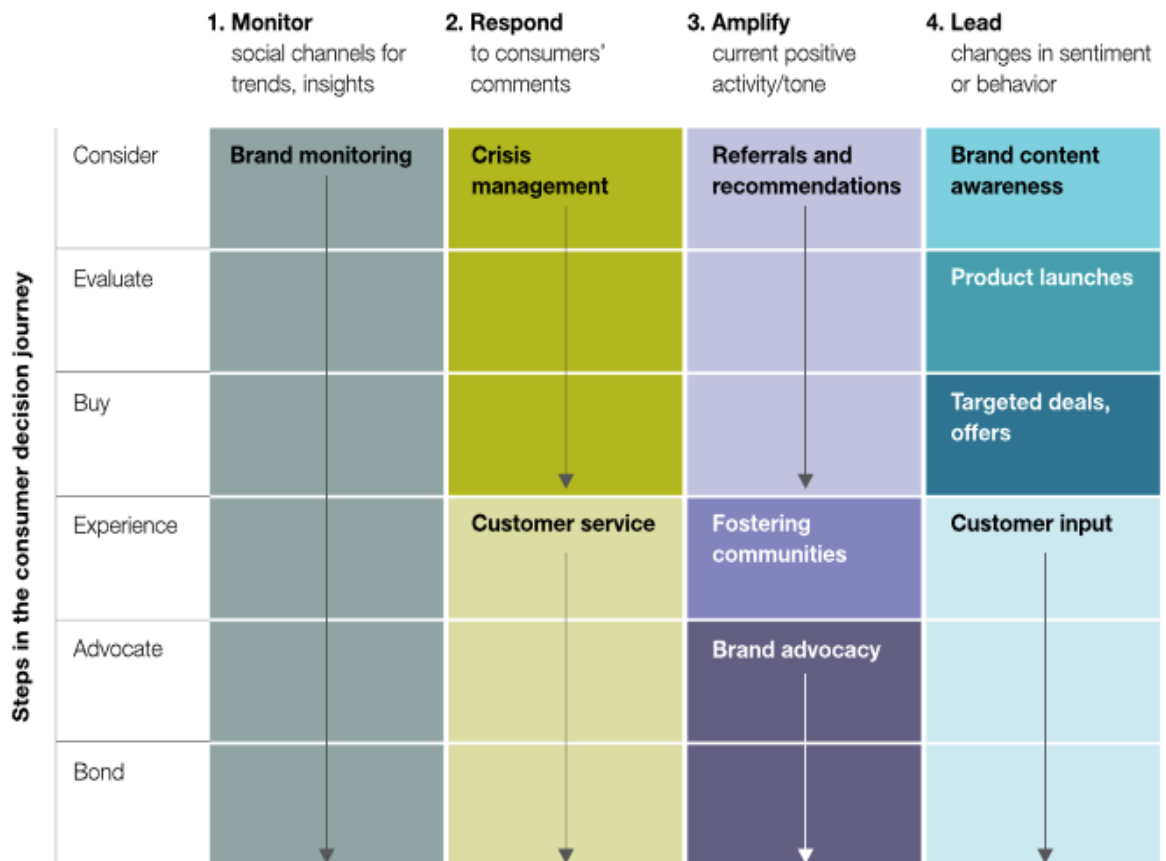 1. Monitor
social channels for
trends, insights
2. Respond
to consumers'
comments
3. Amplify
current positive
activity/tone
4. Lead
changes in sentiment
or behavior
Steps in the consumer decision journey
Consider
Brand monitoring
Crisis
management
Referrals and
recommendations
Brand content
awareness
Evaluate
Product launches
Buy
Targeted deals,
offers
Experience
Customer service
Fostering
communities
Customer input
Advocate
Brand advocacy
Bond